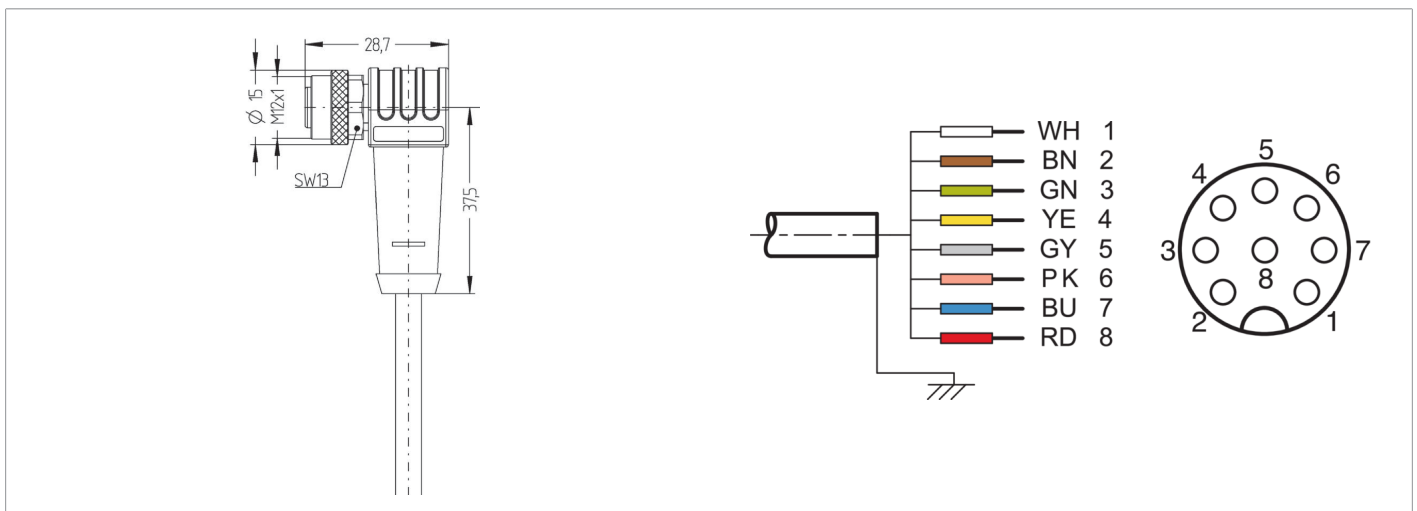 28,7
Ø 15
M12x1
SW13
37,5
WH 1
BN 2
GN 3
YE 4
GY 5
PK 6
BU 7
RD 8
5
4 6
3 7
8
2 1